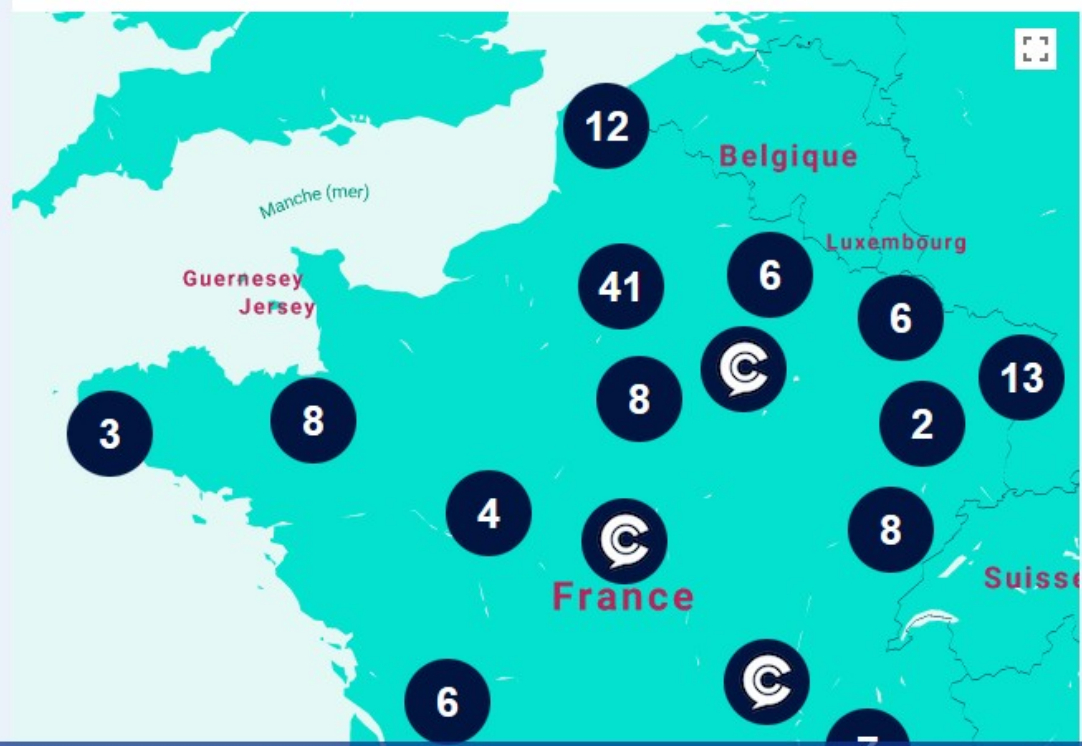 12
Belgique
Manche (mer)
Luxembourg
Guernesey
Jersey
41
6
6
8
13
3
8
2
4
8
France
Suisse
6